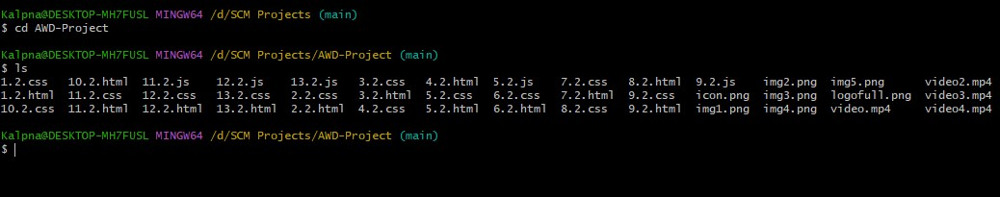 Kalpna@DESKTOP-MH7FUSL MINGW64 /d/SCM Projects (main)
$ cd AWD-Project
Kalpna@DESKTOP-MH7FUSL MINGW64 /d/SCM Projects/AWD-Project (main)
$ ls
1.2.css 10.2.html 11.2.js 12.2.js 13.2.js 3.2.css 4.2.html 5.2.js 7.2.css 8.2.html 9.2.js img2.png img5.png video2.mp4
1.2.html 11.2.css 12.2.css 13.2.css 2.2.css 3.2.html 5.2.css 6.2.css 7.2.html 9.2.css icon.png img3.png logofull.png video3.mp4
10.2.css 11.2.html 12.2.html 13.2.html 2.2.html 4.2.css 5.2.html 6.2.html 8.2.css 9.2.html img1.png img4.png video.mp4 video4.mp4
Kalpna@DESKTOP-MH7FUSL MINGW64 /d/SCM Projects/AWD-Project (main)
$